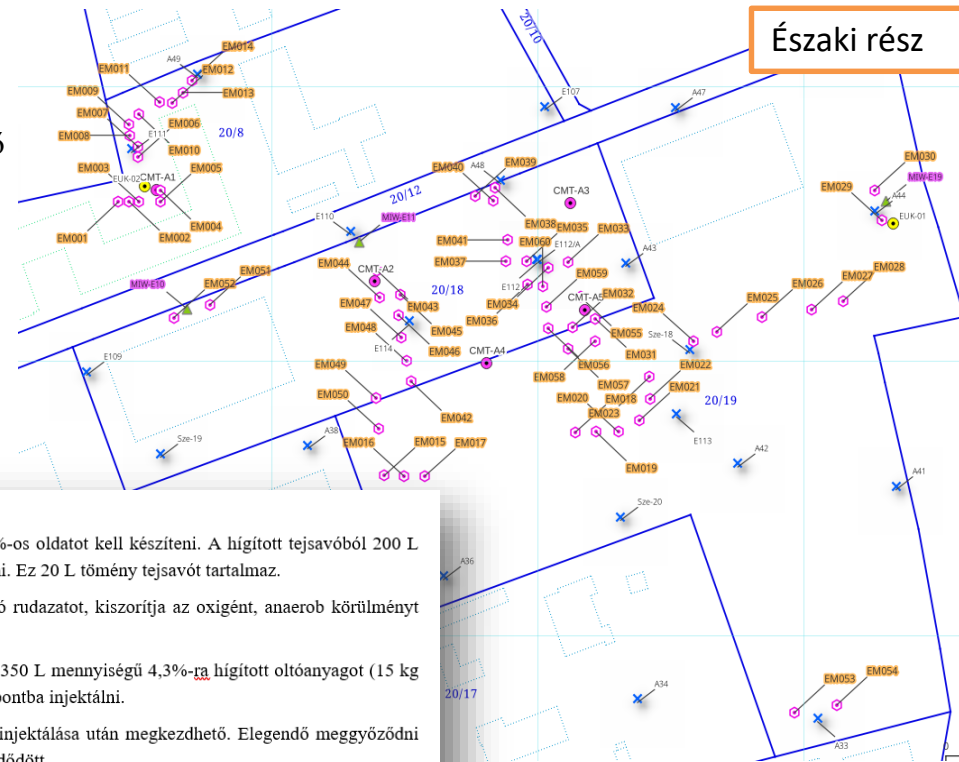 Északi rész
20/10
EM014
A49
EM011
EM012
EM009
EM013
E107
A47
EM007
EM006
20/8
EM008
E111
EM010
EM030
EM003
EM005
EM040
A48
EM039
MIW-E19
EUK-02
CMT-A1
20/12
CMT-A3
EM029
A44
EUK-01
E110
MIW-E11
EM004
EM038
EM035
EM033
EM001
EM002
EM041
EM060
E112/A
A43
EM044
EM037
CMT-A2
EM051
EM059
EM028
MIW-E10
EM052
20/18
E112
EM027
EM026
EM047
EM043
EM034
CMT-A5
EM032
EM025
EM024
EM048
EM045
EM036
EM055
Sze-18
E114
EM046
CMT-A4
EM031
E109
EM049
EM056
EM022
EM058
EM057
EM021
EM050
EM020
EM018
20/19
EM042
EM023
Sze-19
A38
EM016
EM015
EM017
E113
A42
EM019
A41
Sze-20
A36
%-os oldatot kell készíteni. A hígított tejsavóból 200 L
ni. Ez 20 L tömény tejsavót tartalmaz.
ó rudazatot, kiszorítja az oxigént, anaerob körülményt
350 L mennyiségű 4,3%-ra hígított oltóanyagot (15 kg
pontba injektálni.
injektálása után megkezdhető. Elegendő meggyőződni
20/17
A34
EM053
EM054
A33